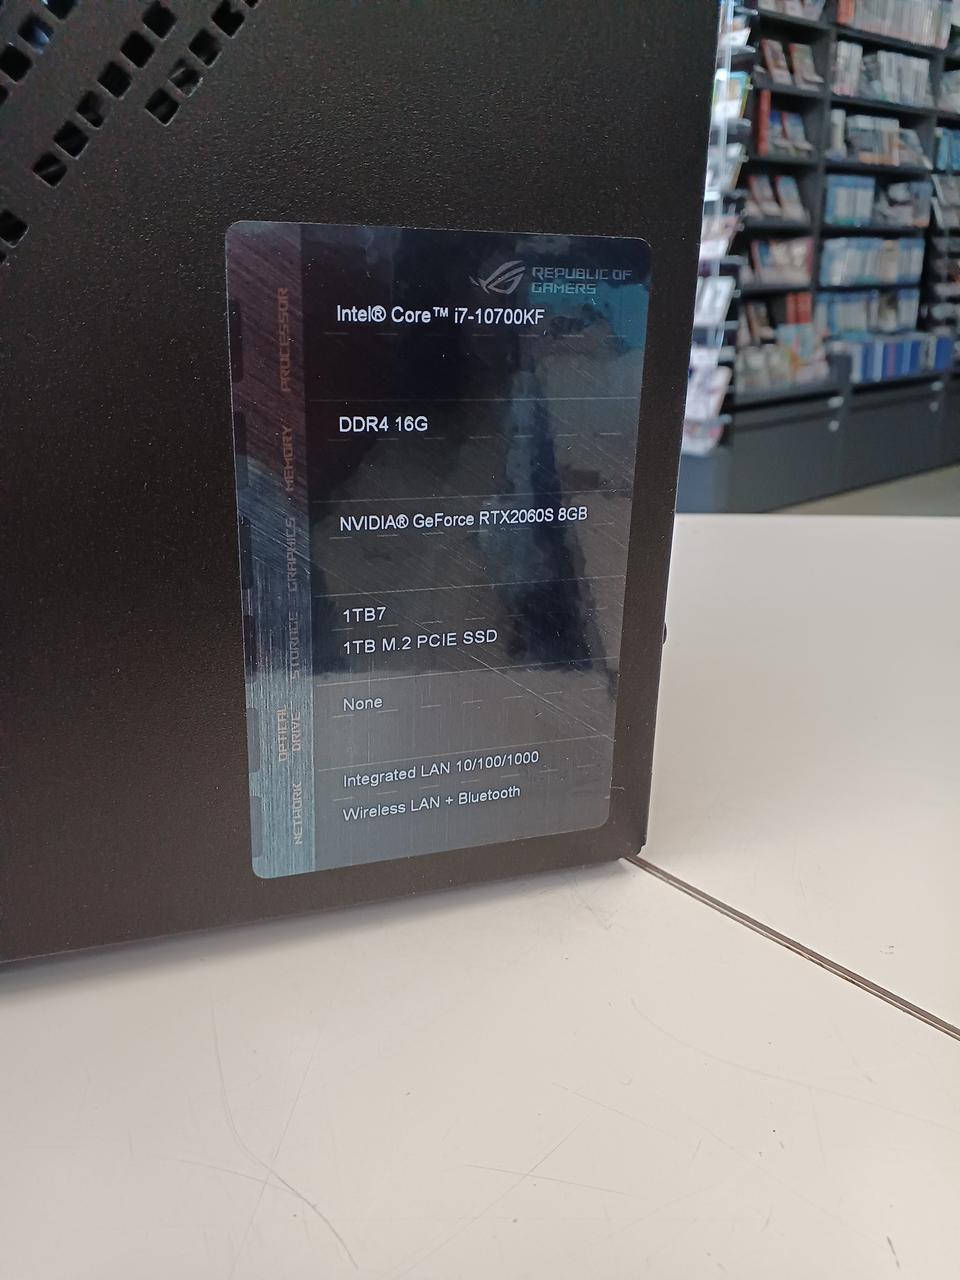 REPUBLIC OF
GAMERS
PROCESSOR
Intel® Core™ i7-10700KF
MEMORY
DDR4 16G
GRAPHICS
NVIDIA® GeForce RTX2060S 8GB
STORAGE
1TB7
1TB M.2 PCIE SSD
OPTICAL
DRIVE
None
NETWORK
Integrated LAN 10/100/1000
Wireless LAN + Bluetooth